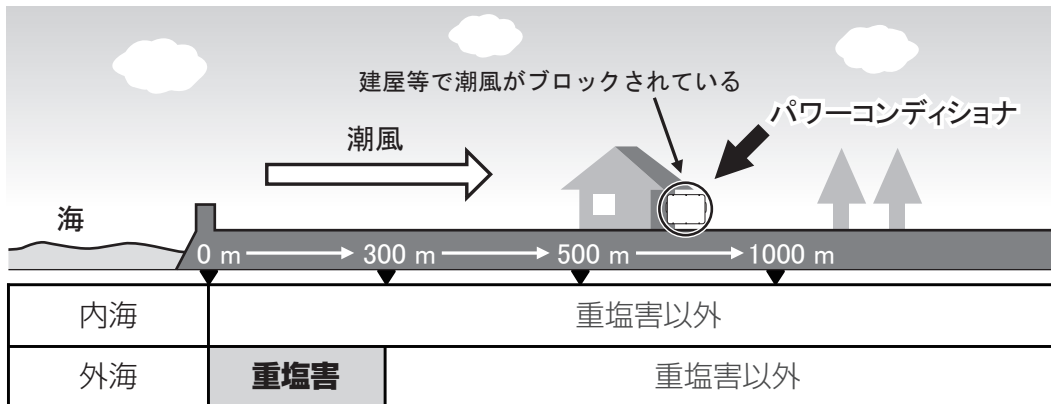 建屋等で潮風がブロックされている
パワーコンディショナ
潮風
海
0 m 300 m 500 m 1000 m
内海 重塩害以外
外海 重塩害 重塩害以外